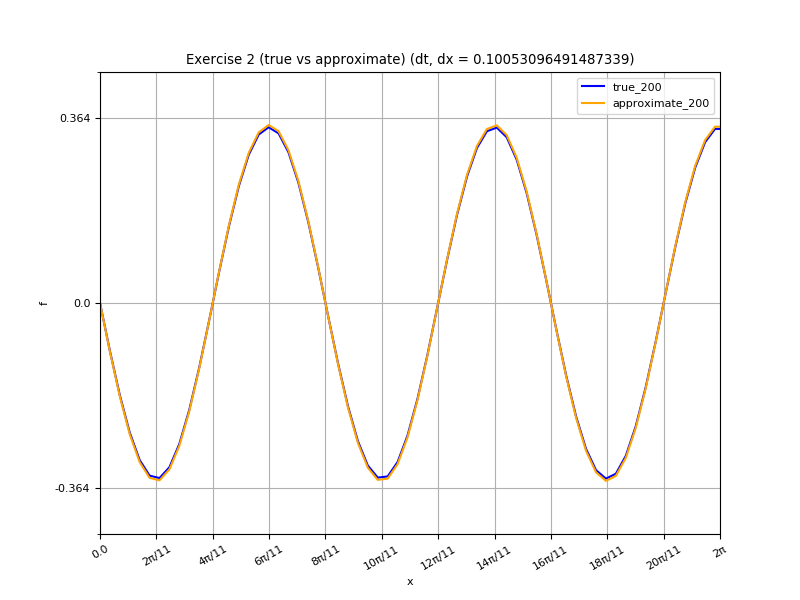 Exercise 2 (true vs approximate) (dt, dx = 0.10053096491487339)
true_200
approximate_200
0.364
0.0
-0.364
f
0.0
2π/11
4π/11
6π/11
8π/11
10π/11
12π/11
14π/11
16π/11
18π/11
20π/11
2π
x